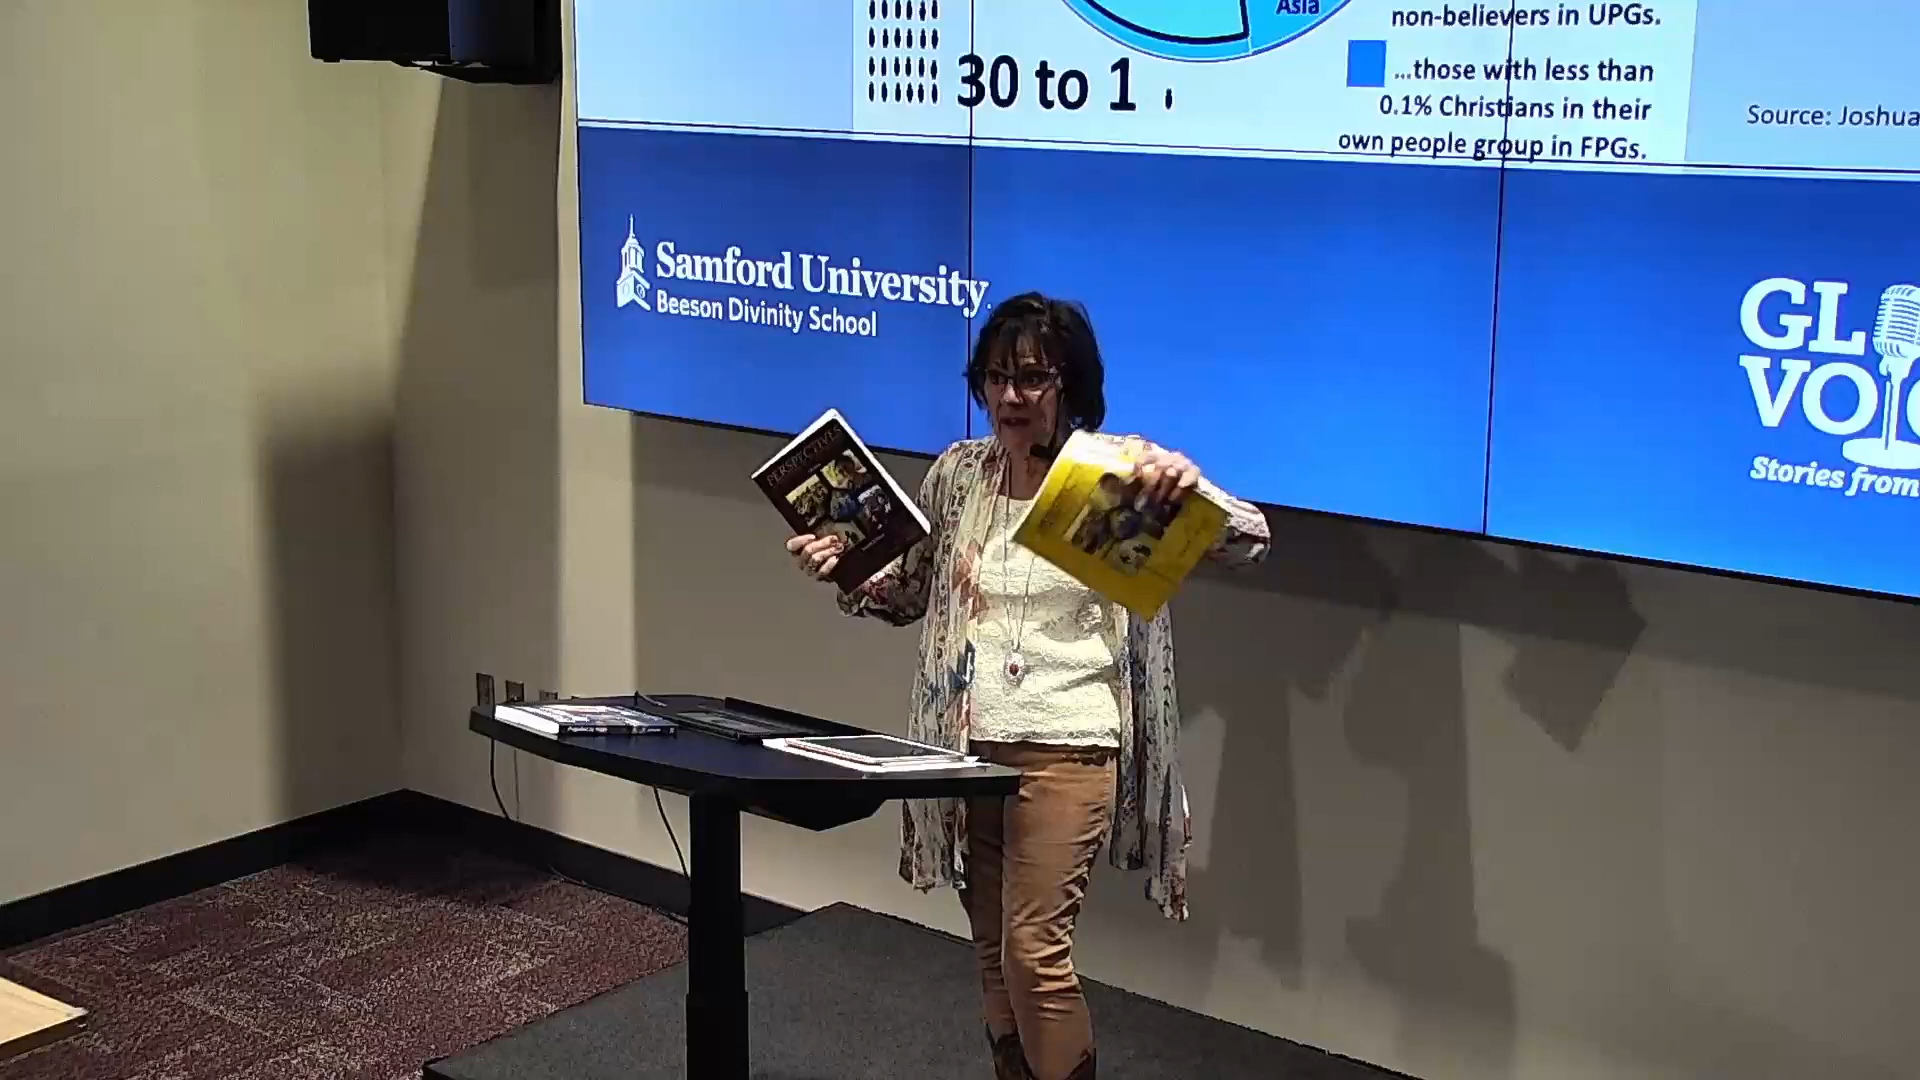 Asia
non-believers in UPGs.
30 to 1
...those with less than
0.1% Christians in their
own people group in FPGs.
Source: Joshua
Samford University
Beeson Divinity School
GL
VOIC
Stories from
PERSPECTIVES